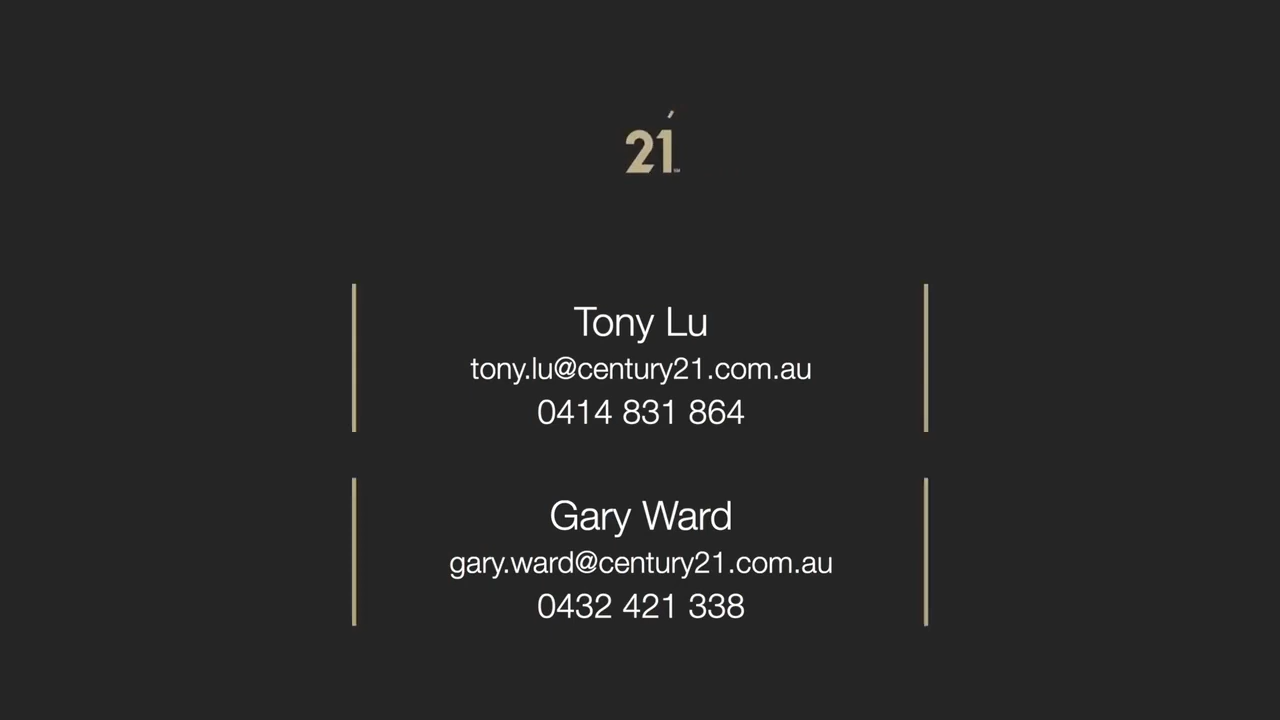 21
Tony Lu
tony.lu@century21.com.au
0414 831 864
Gary Ward
gary.ward@century21.com.au
0432 421 338